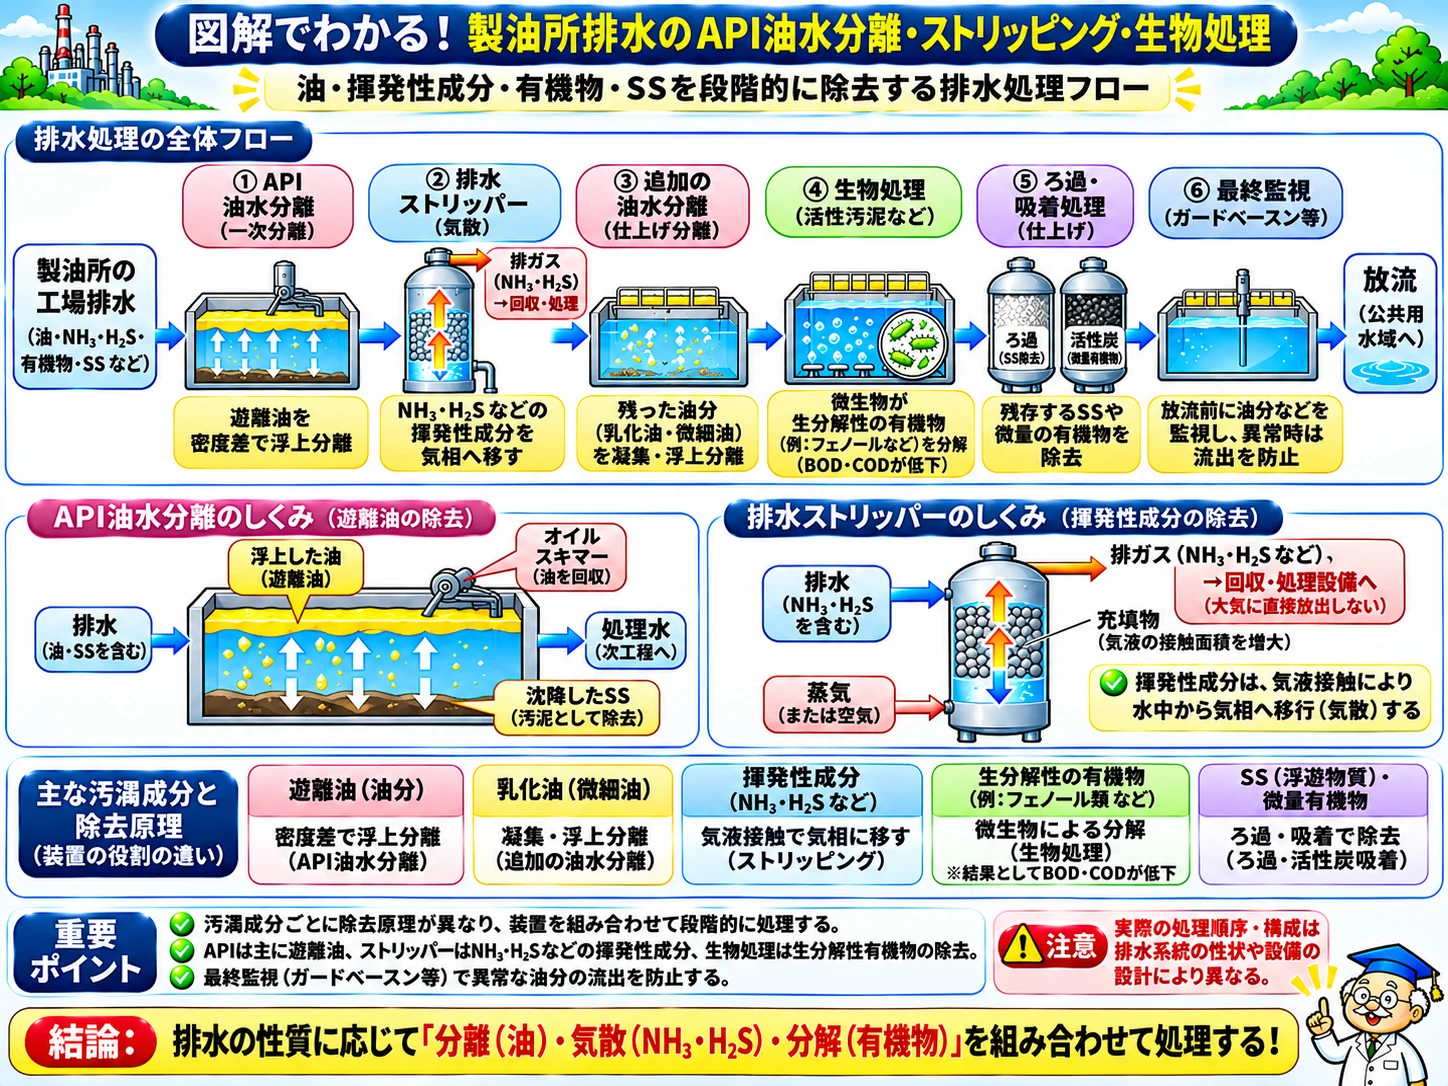 図解でわかる！製油所排水のAPI油水分離・ストリッピング・生物処理
油・揮発性成分・有機物・SSを段階的に除去する排水処理フロー
排水処理の全体フロー
製油所の
工場排水
（油・NH₃・H₂S・
有機物・SS など）
① API
油水分離
（一次分離）
遊離油を
密度差で浮上分離
② 排水
ストリッパー
（気散）
排ガス
（NH₃・H₂S）
→回収・処理
NH₃・H₂S などの
揮発性成分を
気相へ移す
③ 追加の
油水分離
（仕上げ分離）
残った油分
（乳化油・微細油）
を凝集・浮上分離
④ 生物処理
（活性汚泥など）
微生物が
生分解性の有機物
（例：フェノールなど）を分解
（BOD・CODが低下）
⑤ ろ過・
吸着処理
（仕上げ）
ろ過
（SS除去）
活性炭
（微量有機物）
残存するSSや
微量の有機物を
除去
⑥ 最終監視
（ガードベースン等）
放流前に油分などを
監視し、異常時は
流出を防止
放流
（公共用
水域へ）
API油水分離のしくみ（遊離油の除去）
浮上した油
（遊離油）
オイル
スキマー
（油を回収）
排水
（油・SSを含む）
処理水
（次工程へ）
沈降したSS
（汚泥として除去）
排水ストリッパーのしくみ（揮発性成分の除去）
排水
（NH₃・H₂S
を含む）
蒸気
（または空気）
排ガス（NH₃・H₂S など）、
→回収・処理設備へ
（大気に直接放出しない）
充填物
（気液の接触面積を増大）
揮発性成分は、気液接触により
水中から気相へ移行（気散）する
主な汚濁成分と
除去原理
（装置の役割の違い）
遊離油（油分）
密度差で浮上分離
（API油水分離）
乳化油（微細油）
凝集・浮上分離
（追加の油水分離）
揮発性成分
（NH₃・H₂S など）
気液接触で気相に移す
（ストリッピング）
生分解性の有機物
（例：フェノール類 など）
微生物による分解
（生物処理）
※結果としてBOD・CODが低下
SS（浮遊物質）・
微量有機物
ろ過・吸着で除去
（ろ過・活性炭吸着）
重要
ポイント
汚濁成分ごとに除去原理が異なり、装置を組み合わせて段階的に処理する。
APIは主に遊離油、ストリッパーはNH₃・H₂Sなどの揮発性成分、生物処理は生分解性有機物の除去。
最終監視（ガードベースン等）で異常な油分の流出を防止する。
注意
実際の処理順序・構成は
排水系統の性状や設備の
設計により異なる。
結論：排水の性質に応じて「分離（油）・気散（NH₃・H₂S）・分解（有機物）」を組み合わせて処理する！